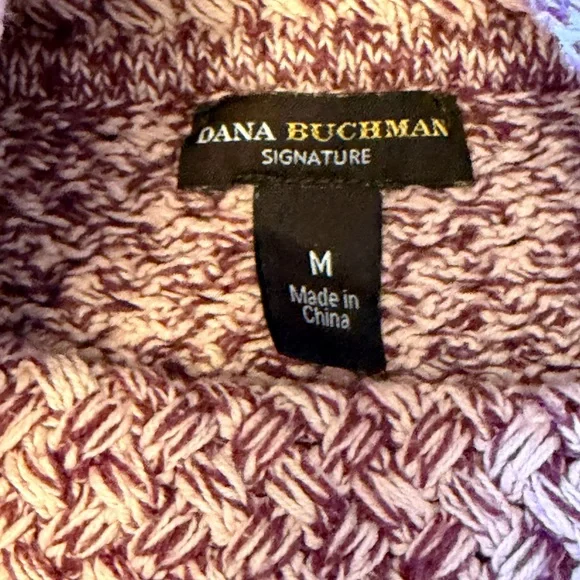 DANA BUCHMAN
SIGNATURE
M
Made in
China